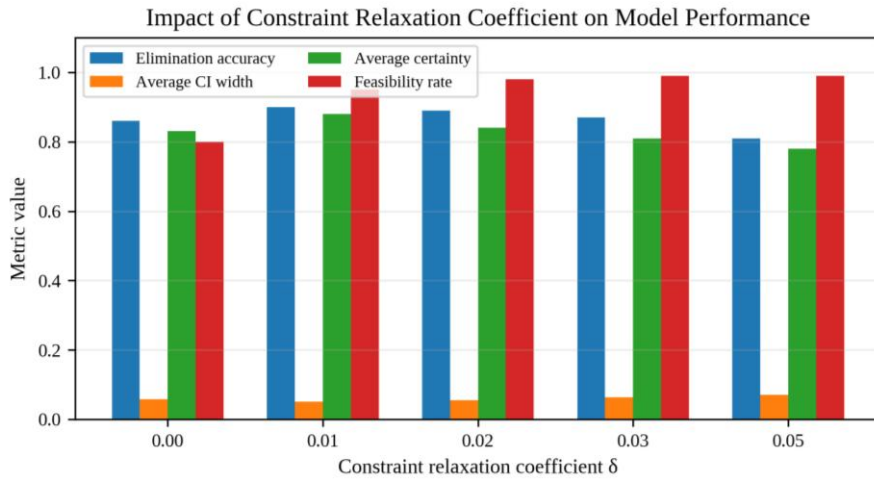 Impact of Constraint Relaxation Coefficient on Model Performance
Elimination accuracy
Average CI width
Average certainty
Feasibility rate
Metric value
1.0
0.8
0.6
0.4
0.2
0.0
0.00 0.01 0.02 0.03 0.05
Constraint relaxation coefficient δ